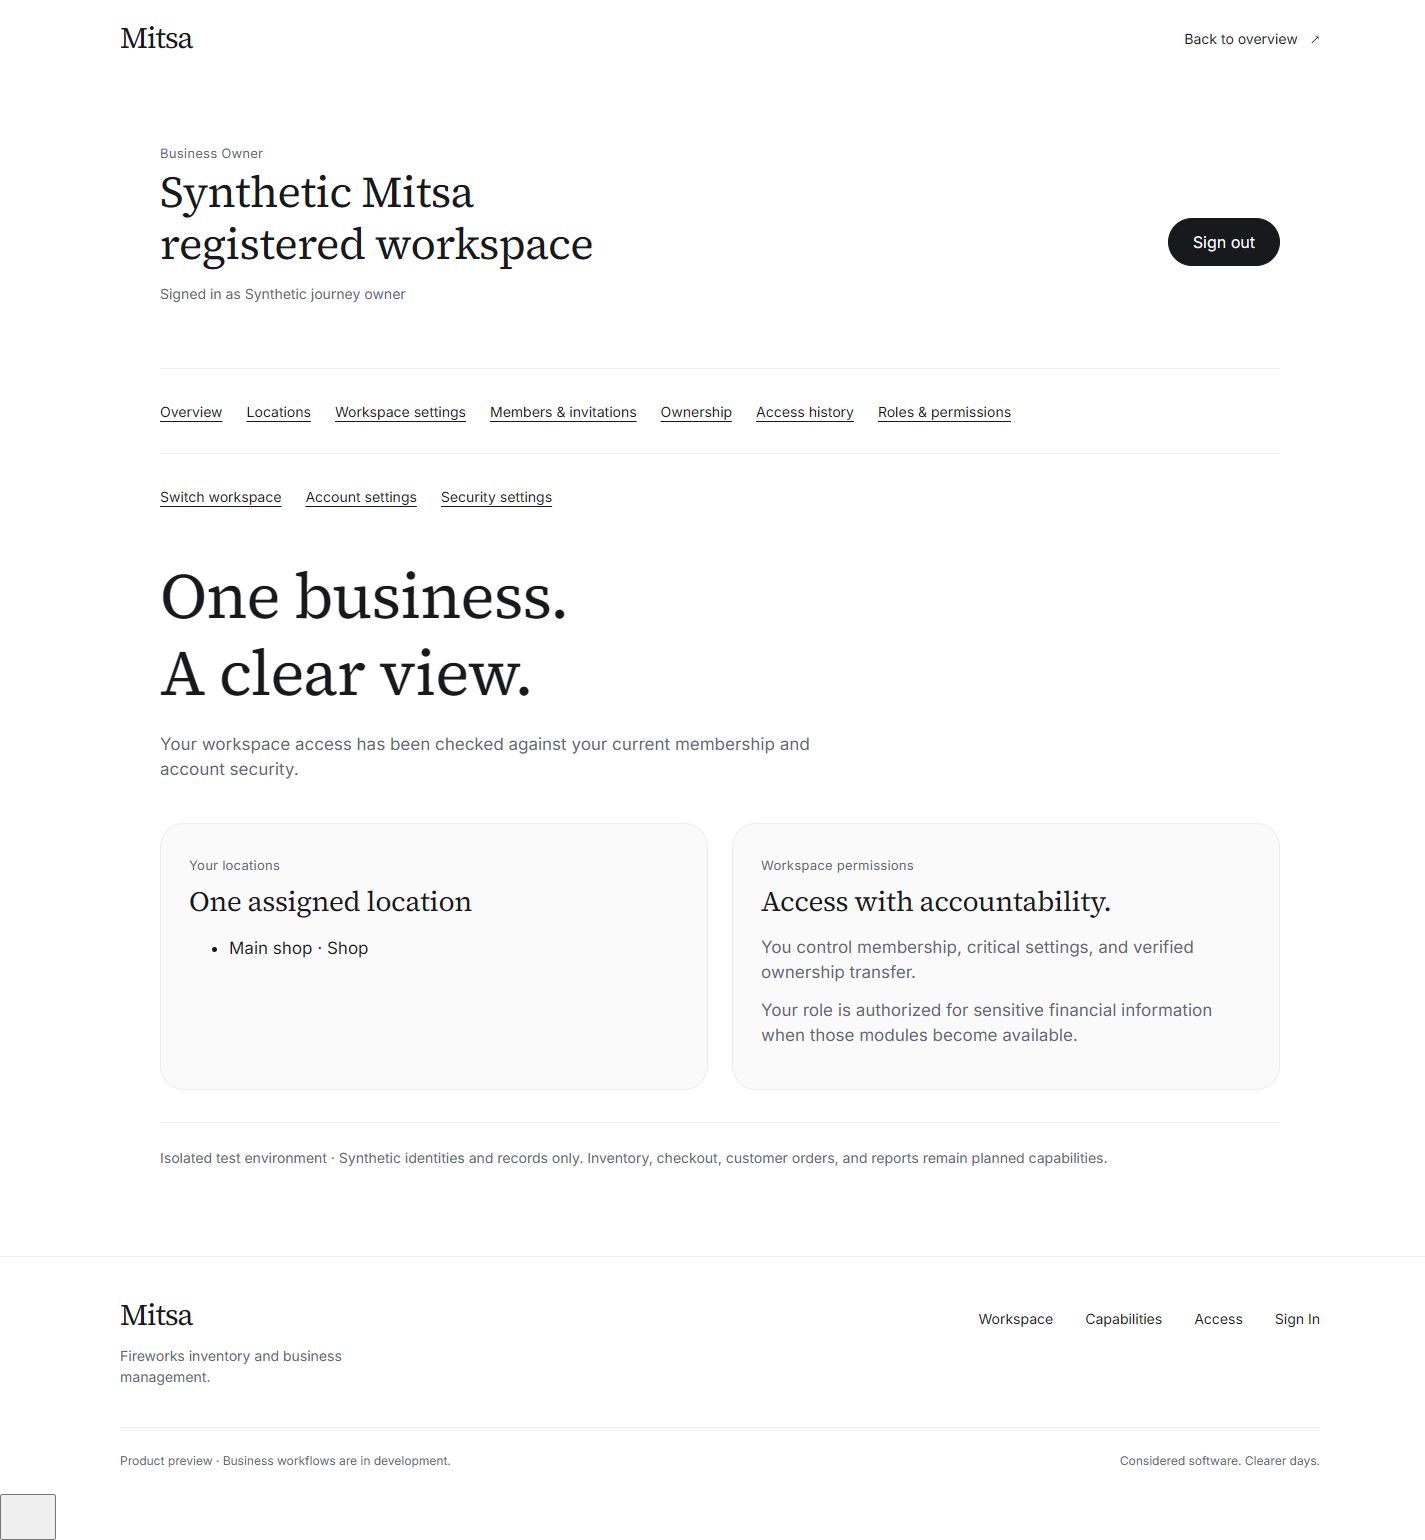 Mitsa
Back to overview ↗
Business Owner
Synthetic Mitsa
registered workspace
Sign out
Signed in as Synthetic journey owner
Overview Locations Workspace settings Members & invitations Ownership Access history Roles & permissions
Switch workspace Account settings Security settings
One business.
A clear view.
Your workspace access has been checked against your current membership and
account security.
Your locations
One assigned location
• Main shop · Shop
Workspace permissions
Access with accountability.
You control membership, critical settings, and verified
ownership transfer.
Your role is authorized for sensitive financial information
when those modules become available.
Isolated test environment · Synthetic identities and records only. Inventory, checkout, customer orders, and reports remain planned capabilities.
Mitsa
Fireworks inventory and business
management.
Workspace Capabilities Access Sign In
Product preview · Business workflows are in development.
Considered software. Clearer days.